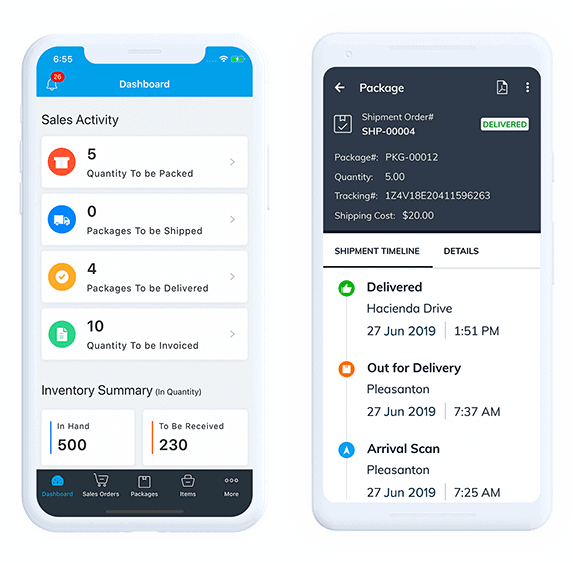 6:55
26
Dashboard
Sales Activity
5
Quantity To be Packed
0
Packages To be Shipped
4
Packages To be Delivered
10
Quantity To be Invoiced
Inventory Summary (In Quantity)
In Hand
500
To Be Received
230
Dashboard
Sales Orders
Packages
Items
More
Package
Shipment Order#
SHP-00004
DELIVERED
Package#: PKG-00012
Quantity: 5.00
Tracking#: 1Z4V18E20411596263
Shipping Cost: $20.00
SHIPMENT TIMELINE
DETAILS
Delivered
Hacienda Drive
27 Jun 2019 1:51 PM
Out for Delivery
Pleasanton
27 Jun 2019 7:37 AM
Arrival Scan
Pleasanton
27 Jun 2019 7:25 AM